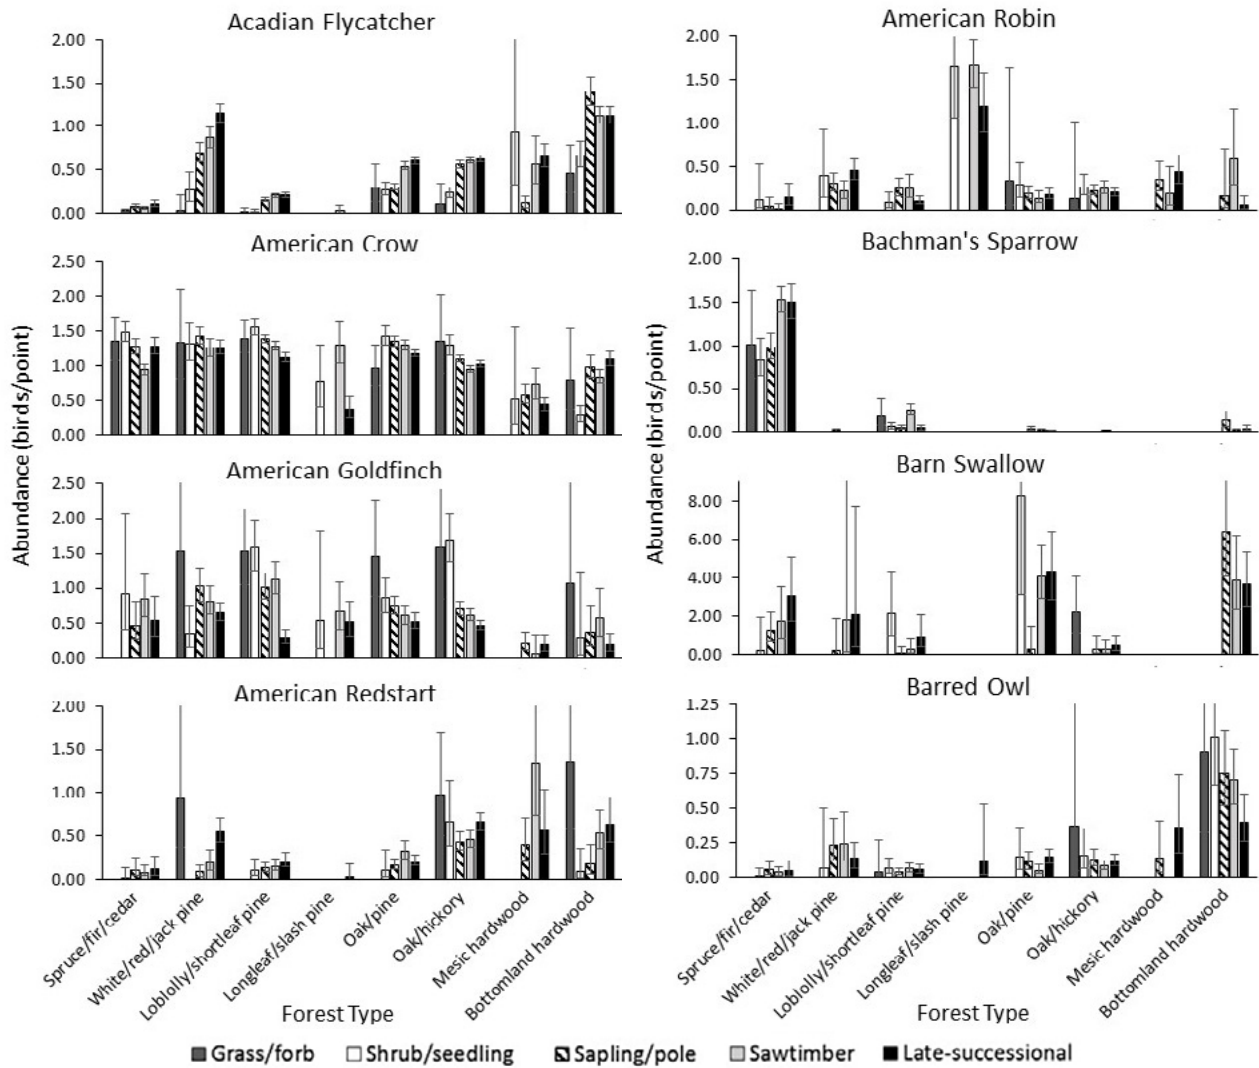 Acadian Flycatcher
2.00
1.50
1.00
0.50
0.00
American Crow
2.50
2.00
1.50
1.00
0.50
0.00
American Goldfinch
2.50
2.00
1.50
1.00
0.50
0.00
American Redstart
2.00
1.50
1.00
0.50
0.00
Abundance (birds/point)
Spruce/fir/cedar
White/red/jack pine
Loblolly/shortleaf pine
Longleaf/slash pine
Oak/pine
Oak/hickory
Mesic hardwood
Bottomland hardwood
Forest Type
American Robin
2.00
1.50
1.00
0.50
0.00
Bachman's Sparrow
2.00
1.50
1.00
0.50
0.00
Barn Swallow
8.00
6.00
4.00
2.00
0.00
Barred Owl
1.25
1.00
0.75
0.50
0.25
0.00
Abundance (birds/point)
Spruce/fir/cedar
White/red/jack pine
Loblolly/shortleaf pine
Longleaf/slash pine
Oak/pine
Oak/hickory
Mesic hardwood
Bottomland hardwood
Forest Type
Grass/forb Shrub/seedling Sapling/pole Sawtimber Late-successional